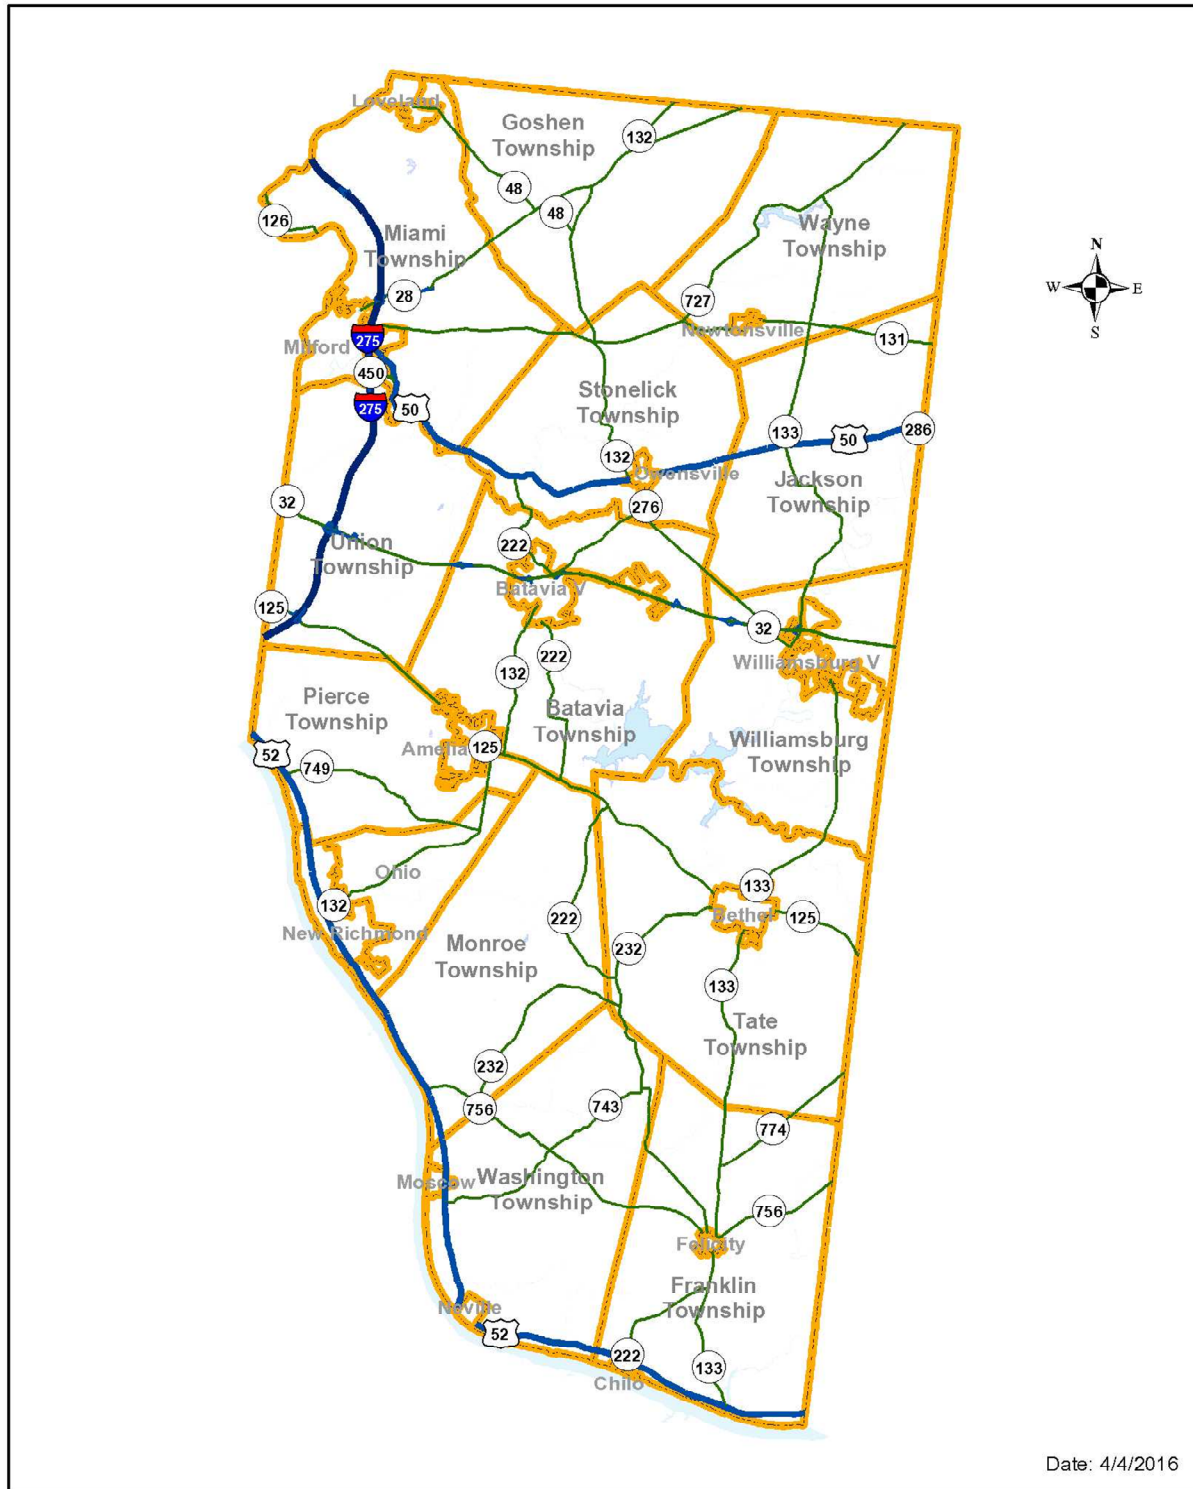 Loveland
Goshen
Township
132
48
48
126
Miami
Township
Wayne
Township
N
W
E
S
28
727
Newtonsville
131
Milford
275
450
275
50
Stonelick
Township
133
50
286
132
Owensville
Jackson
Township
32
276
222
Union
Township
Batavia V
125
32
Williamsburg V
132
222
Pierce
Township
Batavia
Township
Williamsburg
Township
Amelia
125
52
749
Ohio
132
New Richmond
133
Bethel
125
222
232
Monroe
Township
133
Tate
Township
232
756
743
774
Moscow
Washington
Township
756
Felicity
Franklin
Township
Neville
52
222
133
Chilo
Date: 4/4/2016